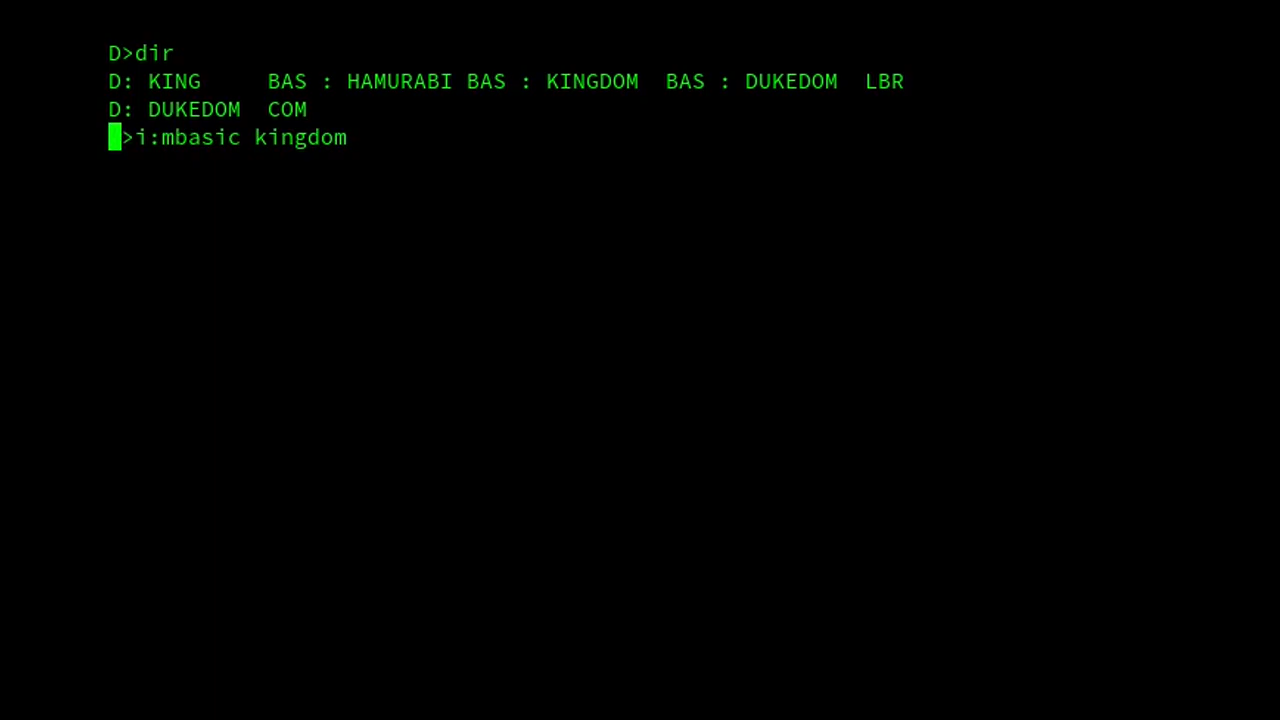 D>dir
D: KING     BAS : HAMURABI BAS : KINGDOM  BAS : DUKEDOM  LBR
D: DUKEDOM  COM
>i:mbasic kingdom